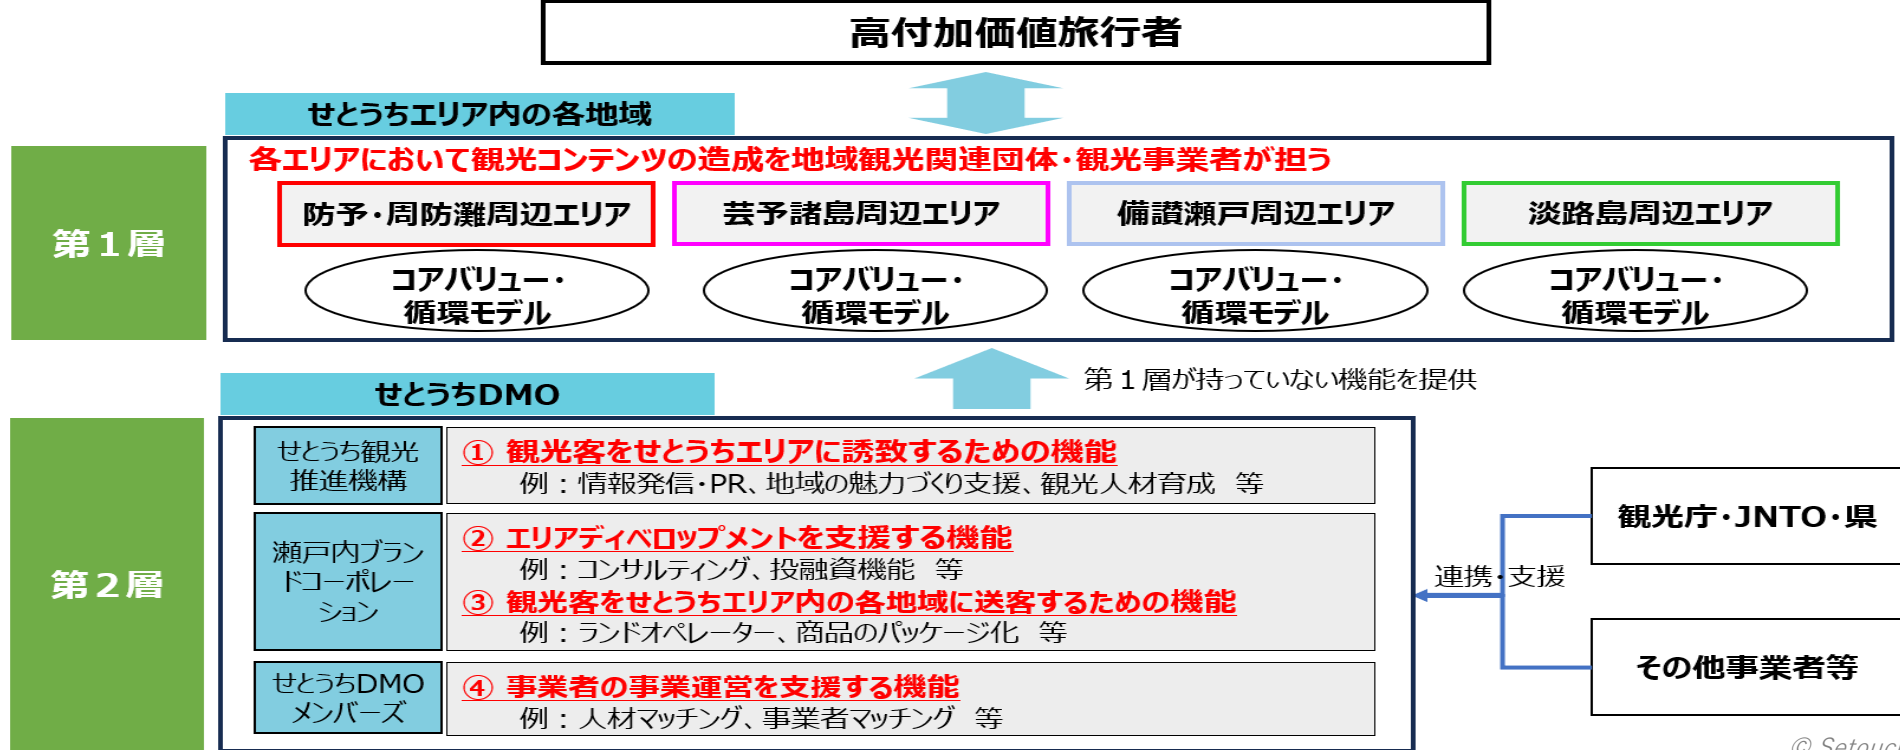 高付加価値旅行者
せとうちエリア内の各地域
第１層
各エリアにおいて観光コンテンツの造成を地域観光関連団体・観光事業者が担う
防予・周防灘周辺エリア
芸予諸島周辺エリア
備讃瀬戸周辺エリア
淡路島周辺エリア
コアバリュー・
循環モデル
コアバリュー・
循環モデル
コアバリュー・
循環モデル
コアバリュー・
循環モデル
第１層が持っていない機能を提供
せとうちDMO
第２層
せとうち観光
推進機構
① 観光客をせとうちエリアに誘致するための機能
例：情報発信・PR、地域の魅力づくり支援、観光人材育成 等
瀬戸内ブラン
ドコーポレー
ション
② エリアディベロップメントを支援する機能
例：コンサルティング、投融資機能 等
③ 観光客をせとうちエリア内の各地域に送客するための機能
例：ランドオペレーター、商品のパッケージ化 等
せとうちDMO
メンバーズ
④ 事業者の事業運営を支援する機能
例：人材マッチング、事業者マッチング 等
連携・支援
観光庁・JNTO・県
その他事業者等